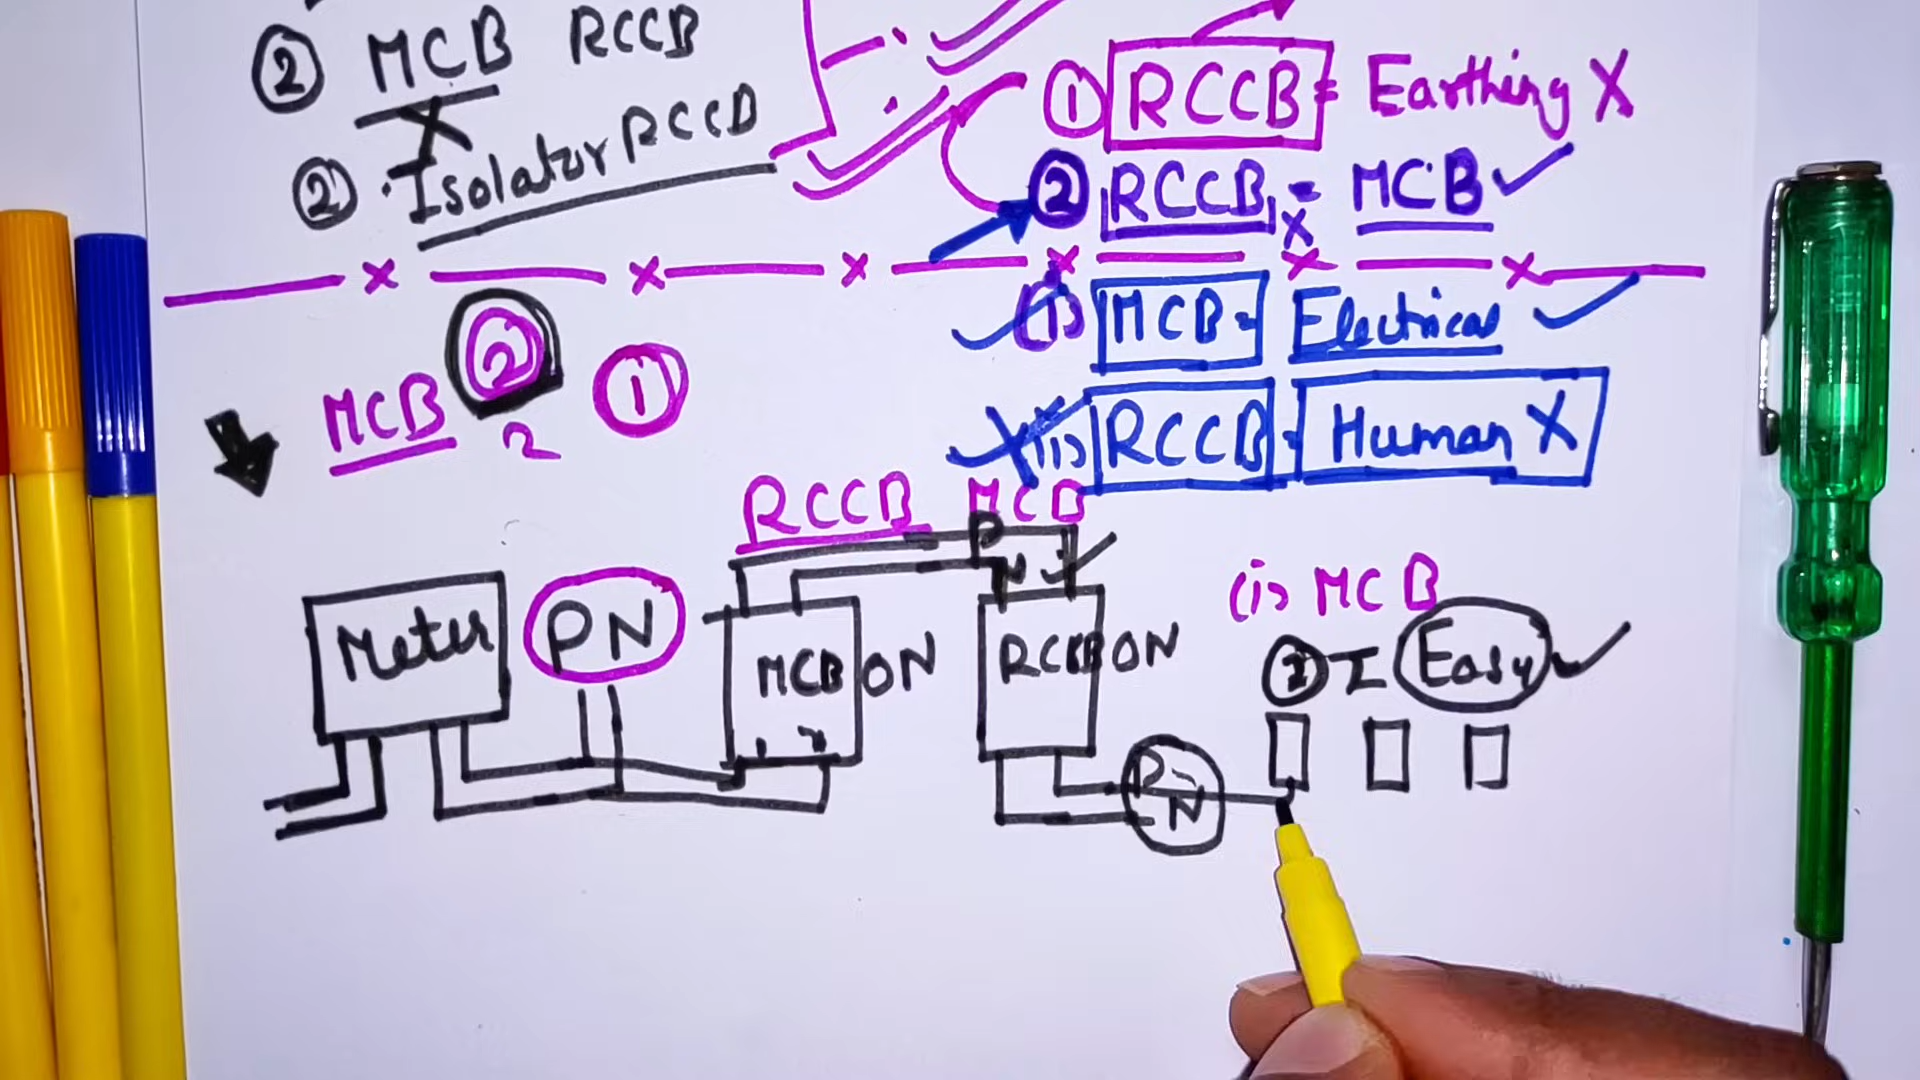 ② MCB RCCB
X
② Isolator RCCB
① RCCB = Earthing X
② RCCB = MCB ✓
X
x x x x x x
(i) MCB = Electrical ✓
(ii) RCCB = Human X
MCB ② ①
2
RCCB MCB
P
N ✓
Meter
P N
MCB ON
RCCB ON
(i) MCB
② I Easy ✓
P
N